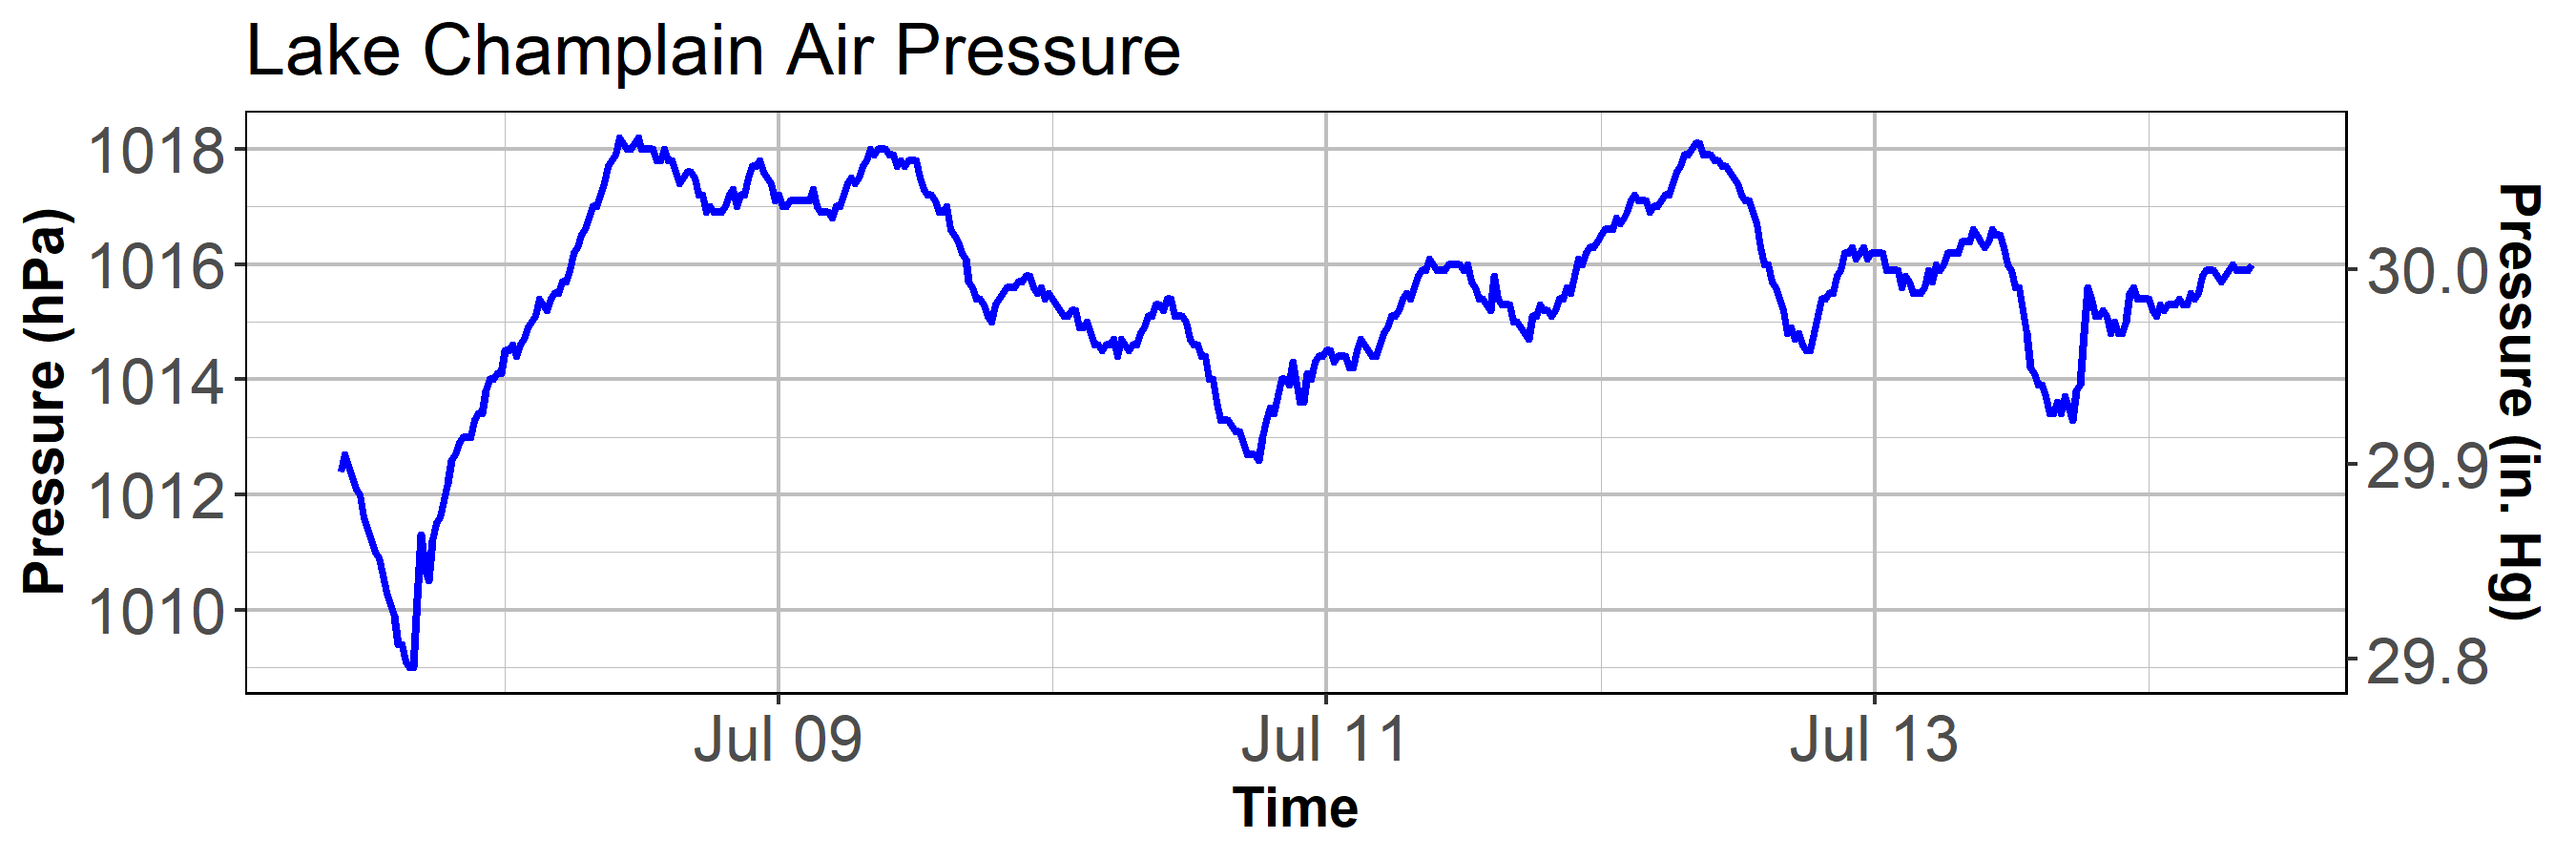 Lake Champlain Air Pressure
Pressure (hPa)
1018
1016
1014
1012
1010
30.0
29.9
29.8
Pressure (in. Hg)
Jul 09 Jul 11 Jul 13
Time